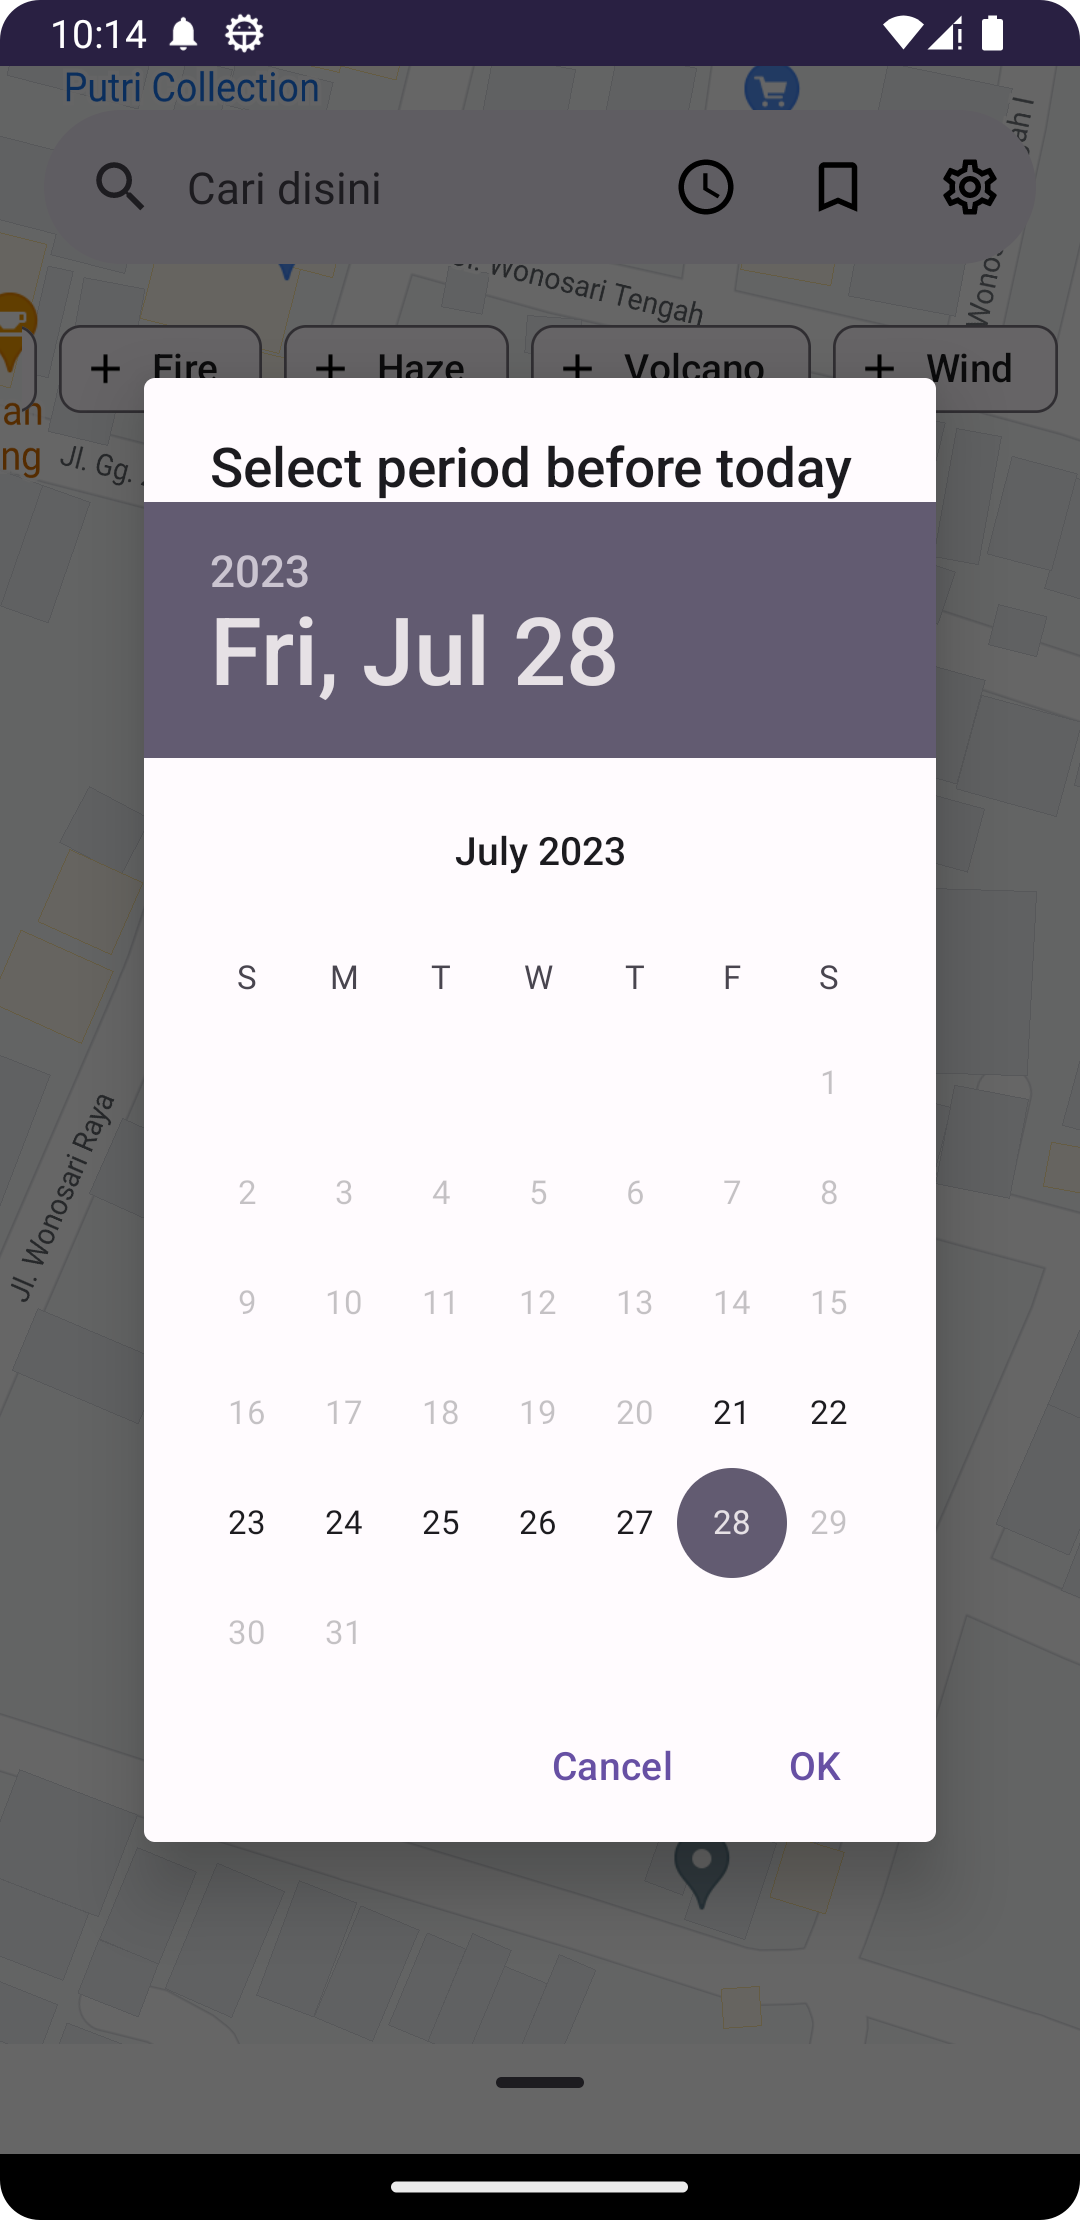 10:14
Putri Collection
Cari disini
Jl. Wonosari Tengah
an
ng
Fire
Haze
Volcano
Wind
Jl. Gg.
Select period before today
2023
Fri, Jul 28
July 2023
S M T W T F S
1
2 3 4 5 6 7 8
9 10 11 12 13 14 15
16 17 18 19 20 21 22
23 24 25 26 27 28 29
30 31
Jl. Wonosari Raya
Cancel OK